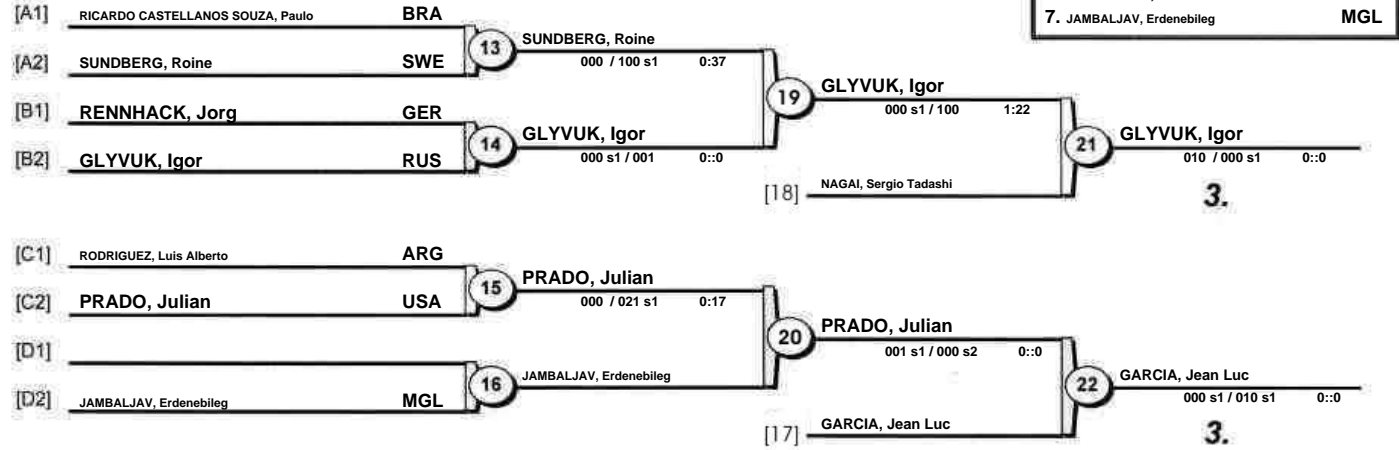 [A1] RICARDO CASTELLANOS SOUZA, Paulo BRA
7. JAMBALJAV, Erdenebileg MGL
13 SUNDBERG, Roine
[A2] SUNDBERG, Roine SWE
000 / 100 s1 0:37
19 GLYVUK, Igor
000 s1 / 100 1:22
[B1] RENNHACK, Jorg GER
14 GLYVUK, Igor
21 GLYVUK, Igor
[B2] GLYVUK, Igor RUS
000 s1 / 001 0::0
010 / 000 s1 0::0
[18] NAGAI, Sergio Tadashi
3.
[C1] RODRIGUEZ, Luis Alberto ARG
15 PRADO, Julian
[C2] PRADO, Julian USA
000 / 021 s1 0:17
20 PRADO, Julian
[D1]
001 s1 / 000 s2 0::0
16 JAMBALJAV, Erdenebileg
22 GARCIA, Jean Luc
[D2] JAMBALJAV, Erdenebileg MGL
000 s1 / 010 s1 0::0
[17] GARCIA, Jean Luc
3.